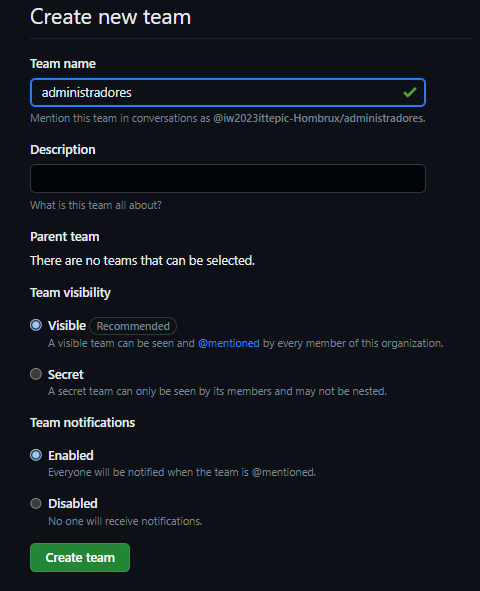 Create new team
Team name
administradores
Mention this team in conversations as @iw2023ittepic-Hombrux/administradores.
Description
What is this team all about?
Parent team
There are no teams that can be selected.
Team visibility
Visible Recommended
A visible team can be seen and @mentioned by every member of this organization.
Secret
A secret team can only be seen by its members and may not be nested.
Team notifications
Enabled
Everyone will be notified when the team is @mentioned.
Disabled
No one will receive notifications.
Create team